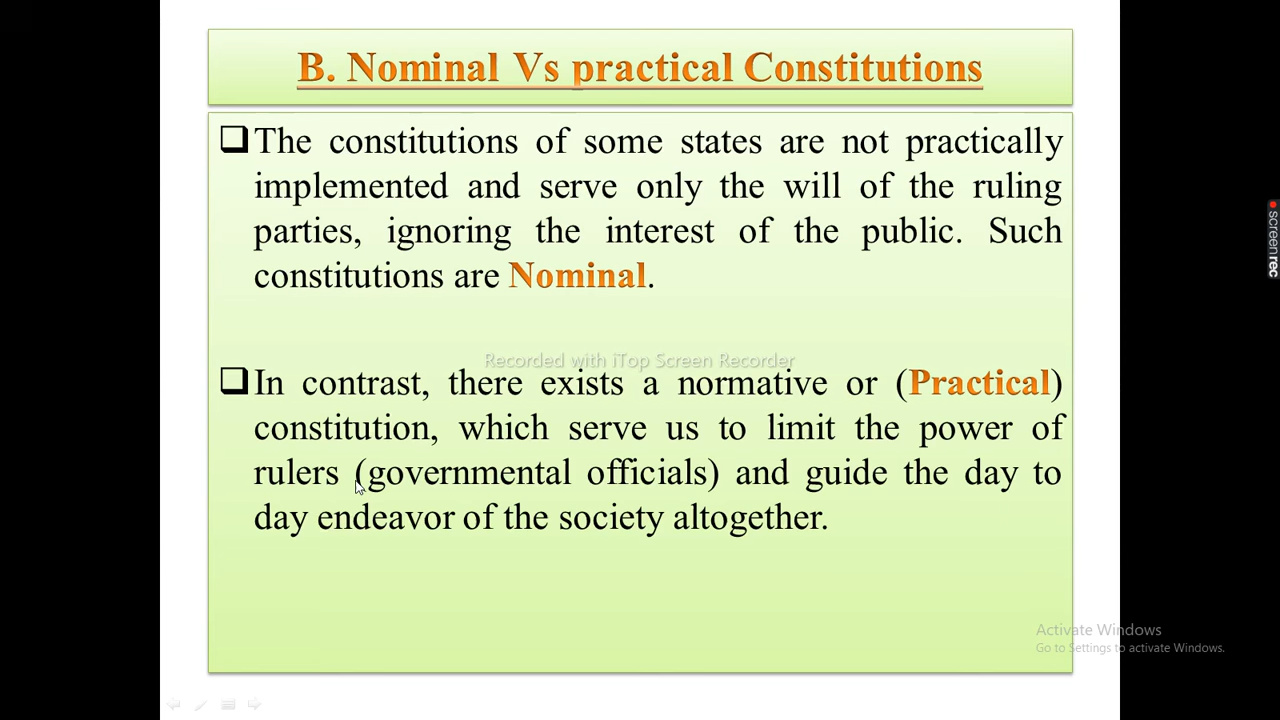 B. Nominal Vs practical Constitutions
❑The constitutions of some states are not practically
implemented and serve only the will of the ruling
parties, ignoring the interest of the public. Such
constitutions are Nominal.
Recorded with iTop Screen Recorder
❑In contrast, there exists a normative or (Practical)
constitution, which serve us to limit the power of
rulers (governmental officials) and guide the day to
day endeavor of the society altogether.
Activate Windows
Go to Settings to activate Windows.
screenrec